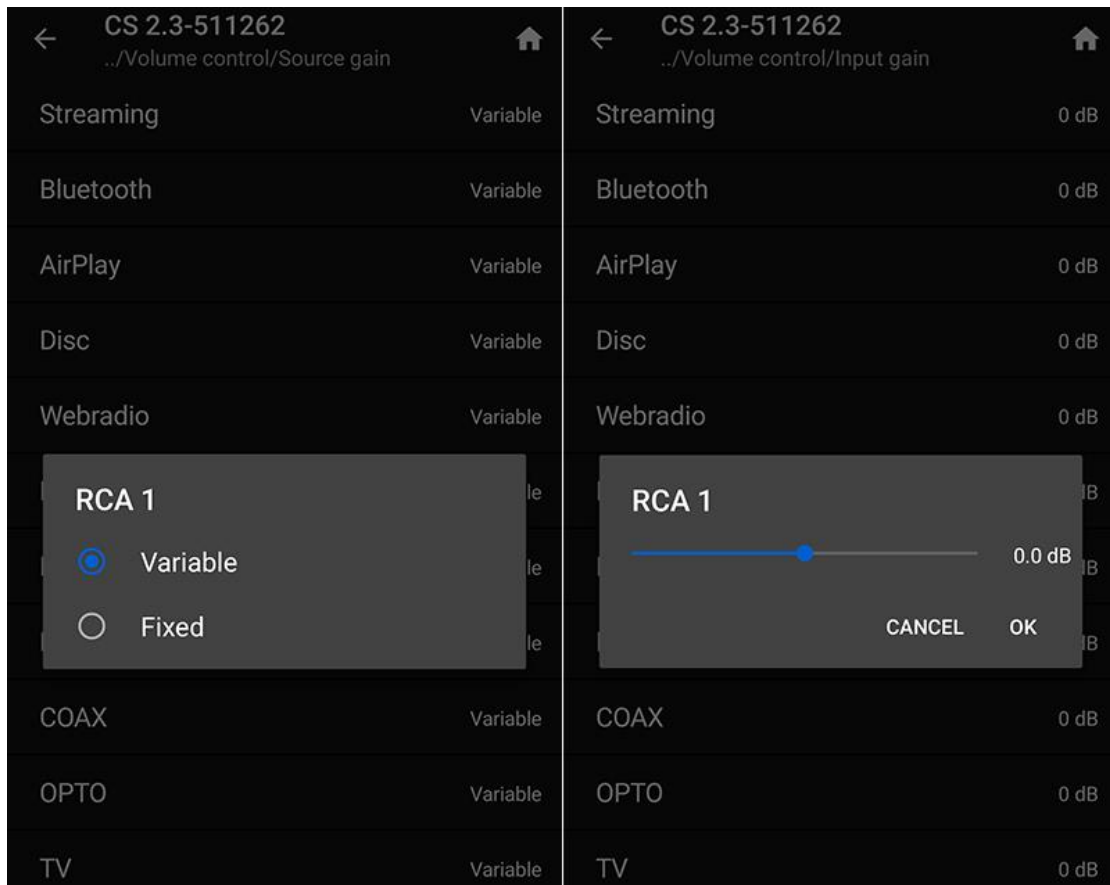 CS 2.3-511262
../Volume control/Source gain
Streaming Variable
Bluetooth Variable
AirPlay Variable
Disc Variable
Webradio Variable
RCA 1
Variable
Fixed
COAX Variable
OPTO Variable
TV Variable
CS 2.3-511262
../Volume control/Input gain
Streaming 0 dB
Bluetooth 0 dB
AirPlay 0 dB
Disc 0 dB
Webradio 0 dB
RCA 1
0.0 dB
CANCEL OK
COAX 0 dB
OPTO 0 dB
TV 0 dB